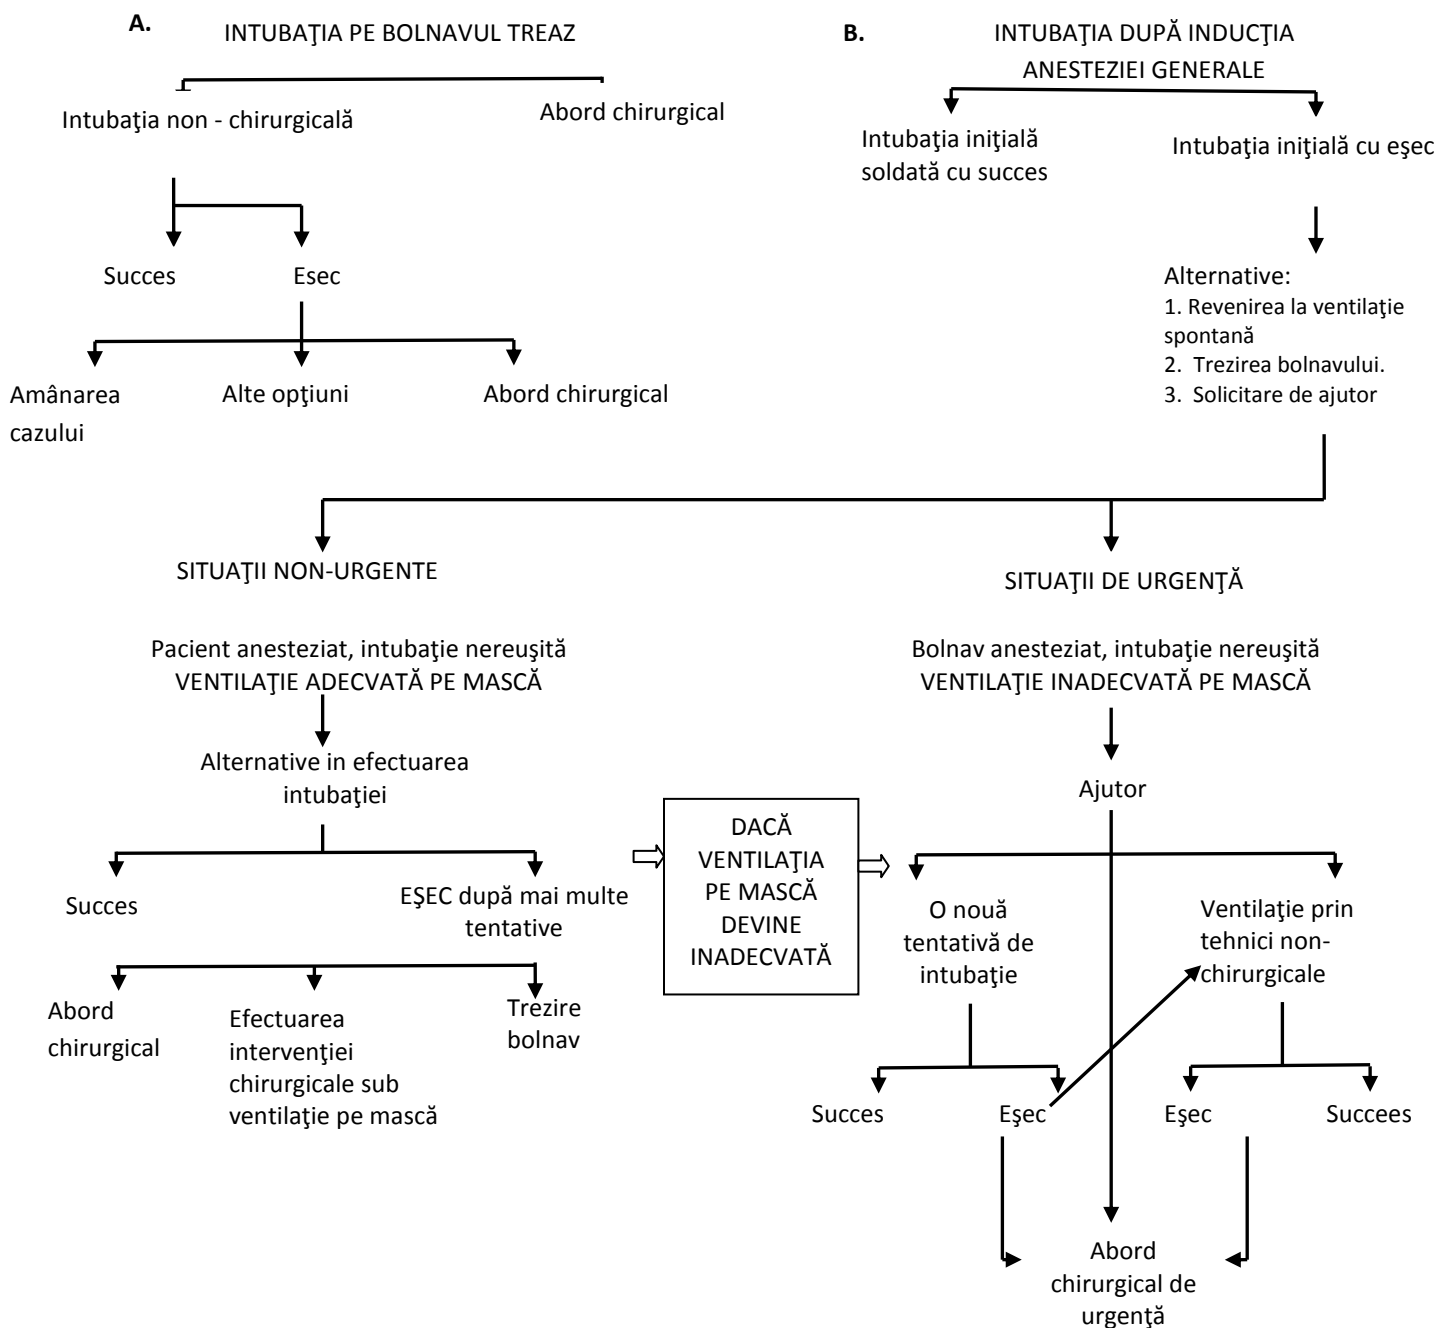 A.
INTUBAŢIA PE BOLNAVUL TREAZ
Intubaţia non - chirurgicală
Abord chirurgical
Succes
Esec
Amânarea
cazului
Alte opţiuni
Abord chirurgical
B.
INTUBAŢIA DUPĂ INDUCŢIA
ANESTEZIEI GENERALE
Intubaţia iniţială
soldată cu succes
Intubaţia iniţială cu eşec
Alternative:
1. Revenirea la ventilaţie
spontană
2. Trezirea bolnavului.
3. Solicitare de ajutor
SITUAŢII NON-URGENTE
Pacient anesteziat, intubaţie nereuşită
VENTILAŢIE ADECVATĂ PE MASCĂ
Alternative in efectuarea
intubaţiei
Succes
EŞEC după mai multe
tentative
Abord
chirurgical
Efectuarea
intervenţiei
chirurgicale sub
ventilaţie pe mască
Trezire
bolnav
DACĂ
VENTILAŢIA
PE MASCĂ
DEVINE
INADECVATĂ
SITUAŢII DE URGENŢĂ
Bolnav anesteziat, intubaţie nereuşită
VENTILAŢIE INADECVATĂ PE MASCĂ
Ajutor
O nouă
tentativă de
intubaţie
Ventilaţie prin
tehnici non-
chirurgicale
Succes
Eşec
Eşec
Succees
Abord
chirurgical de
urgenţă